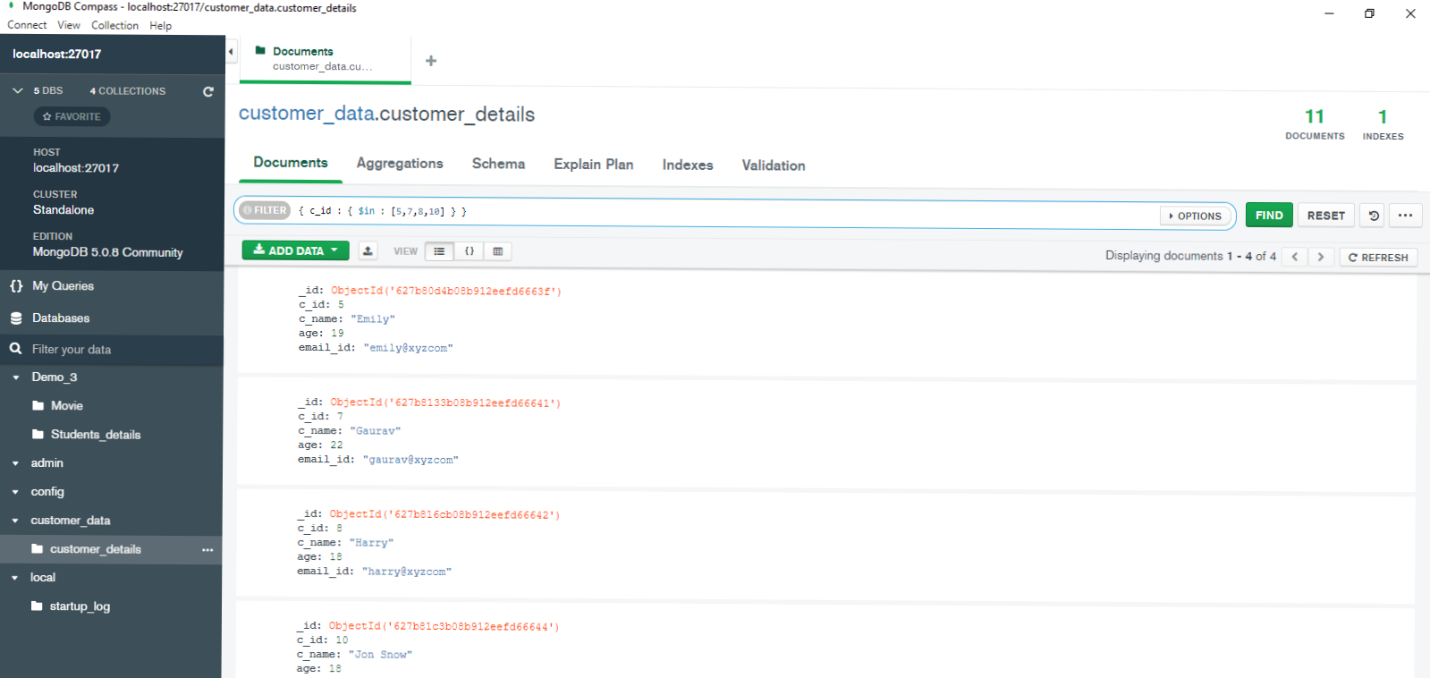 MongoDB Compass - localhost:27017/customer_data.customer_details
Connect View Collection Help
localhost:27017
5 DBS 4 COLLECTIONS
FAVORITE
HOST
localhost:27017
CLUSTER
Standalone
EDITION
MongoDB 5.0.8 Community
{} My Queries
Databases
Filter your data
Demo_3
Movie
Students_details
admin
config
customer_data
customer_details ...
local
startup_log
Documents
customer_data.cu...
+
customer_data.customer_details
11
DOCUMENTS
1
INDEXES
Documents Aggregations Schema Explain Plan Indexes Validation
FILTER { c_id : { $in : [5,7,8,10] } }
OPTIONS FIND RESET ...
ADD DATA VIEW {}
Displaying documents 1 - 4 of 4 < > REFRESH
_id: ObjectId('627b80d4b08b912eefd6663f')
c_id: 5
c_name: "Emily"
age: 19
email_id: "emily@xyzcom"
_id: ObjectId('627b8133b08b912eefd66641')
c_id: 7
c_name: "Gaurav"
age: 22
email_id: "gaurav@xyzcom"
_id: ObjectId('627b816cb08b912eefd66642')
c_id: 8
c_name: "Harry"
age: 18
email_id: "harry@xyzcom"
_id: ObjectId('627b81c3b08b912eefd66644')
c_id: 10
c_name: "Jon Snow"
age: 18